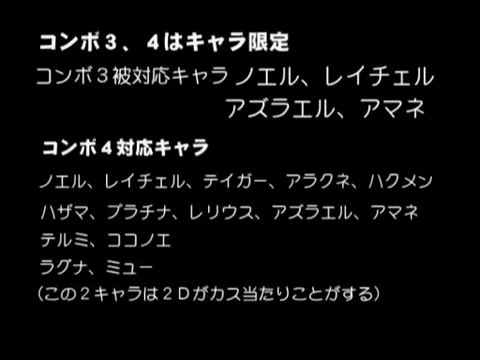 コンボ３、４はキャラ限定
コンボ３被対応キャラ ノエル、レイチェル
アズラエル、アマネ
コンボ４対応キャラ
ノエル、レイチェル、テイガー、アラクネ、ハクメン
ハザマ、プラチナ、レリウス、アズラエル、アマネ
テルミ、ココノエ
ラグナ、ミュー
(この２キャラは２Ｄがカス当たりことがする)